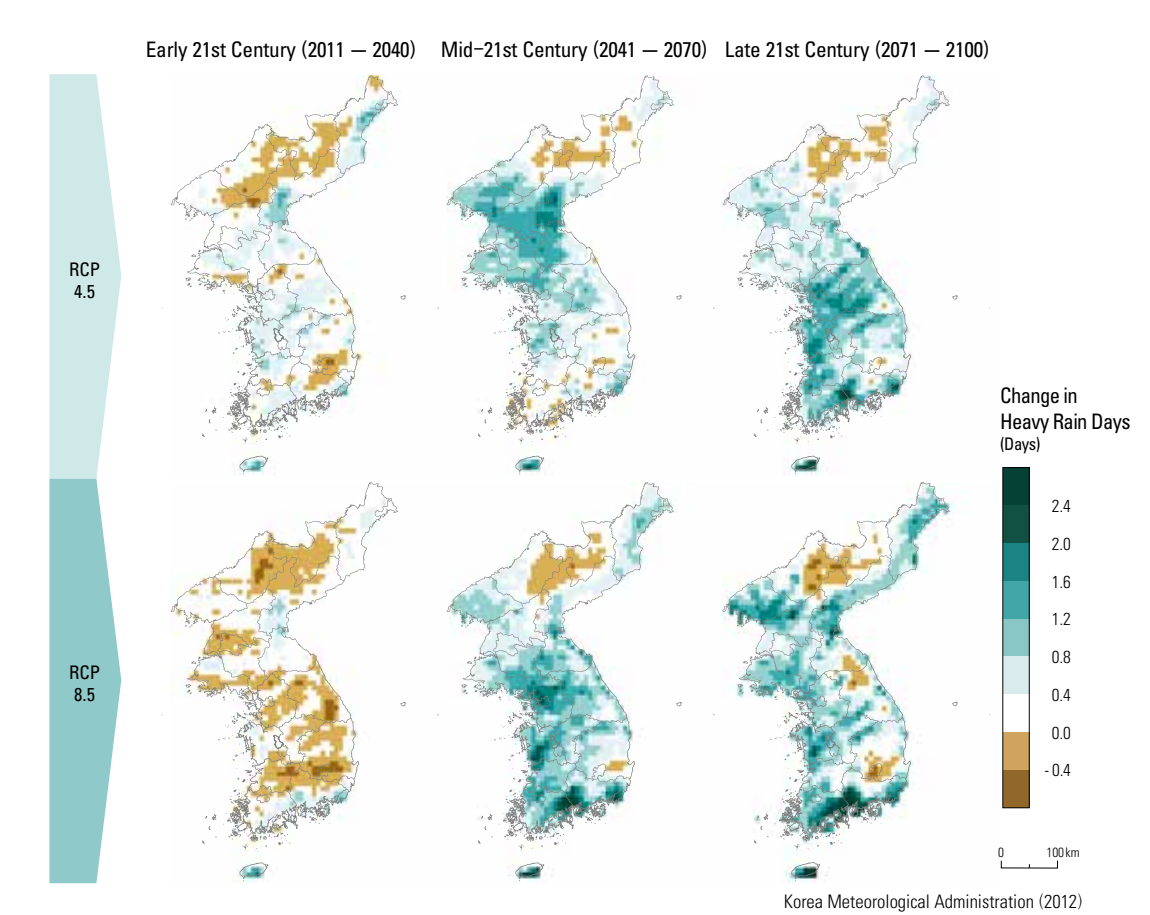 Early 21st Century (2011 — 2040)
Mid–21st Century (2041 — 2070)
Late 21st Century (2071 — 2100)
RCP
4.5
RCP
8.5
Change in
Heavy Rain Days
(Days)
2.4
2.0
1.6
1.2
0.8
0.4
0.0
-0.4
0 100km
Korea Meteorological Administration (2012)